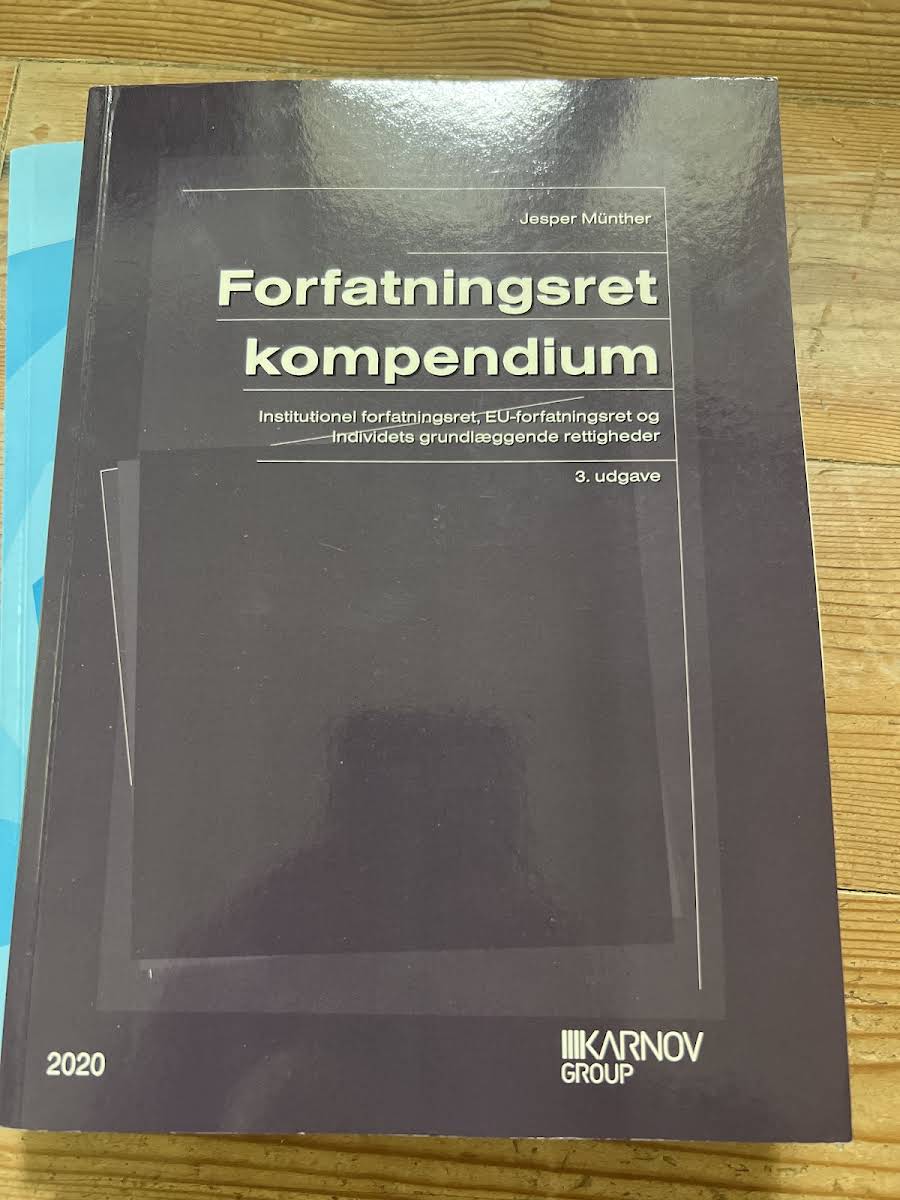 Jesper Münther
Forfatningsret
kompendium
Institutionel forfatningsret, EU-forfatningsret og
Individets grundlæggende rettigheder
3. udgave
2020
KARNOV
GROUP